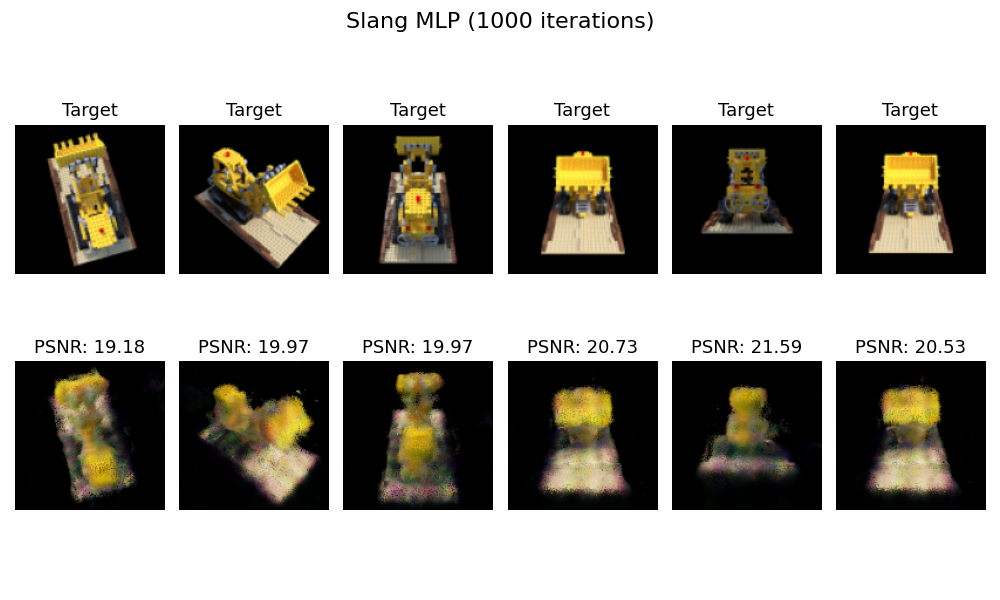 Slang MLP (1000 iterations)
Target Target Target Target Target Target
PSNR: 19.18 PSNR: 19.97 PSNR: 19.97 PSNR: 20.73 PSNR: 21.59 PSNR: 20.53